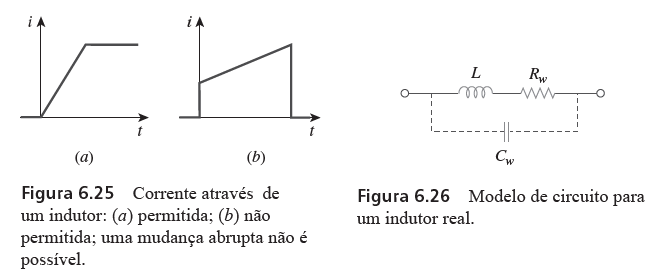 i
t
(a)
i
t
(b)
Figura 6.25 Corrente através de
um indutor: (a) permitida; (b) não
permitida; uma mudança abrupta não é
possível.
L
R_w
C_w
Figura 6.26 Modelo de circuito para
um indutor real.